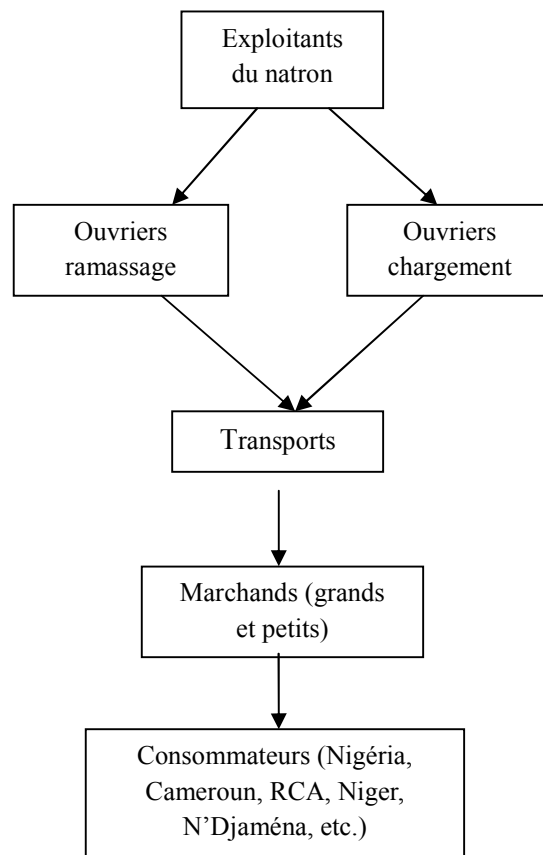 Exploitants
du natron
Ouvriers
ramassage
Ouvriers
chargement
Transports
Marchands (grands
et petits)
Consommateurs (Nigéria,
Cameroun, RCA, Niger,
N’Djaména, etc.)